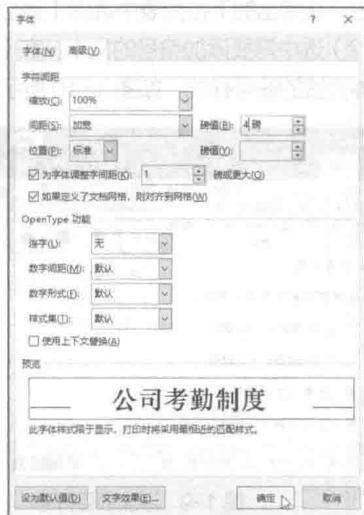 字体
? ×
字体(N) 高级(V)
字符间距
缩放(C): 100%
间距(S): 加宽 磅值(B): 4 磅
位置(P): 标准 磅值(Y):
为字体调整字间距(K): 1 磅或更大(O)
如果定义了文档网格，则对齐到网格(W)
OpenType 功能
连字(L): 无
数字间距(M): 默认
数字形式(F): 默认
样式集(T): 默认
使用上下文替换(A)
预览
公司考勤制度
此字体样式限于显示，打印时将采用最相近的匹配样式。
设为默认值(D) 文字效果(E)... 确定 取消